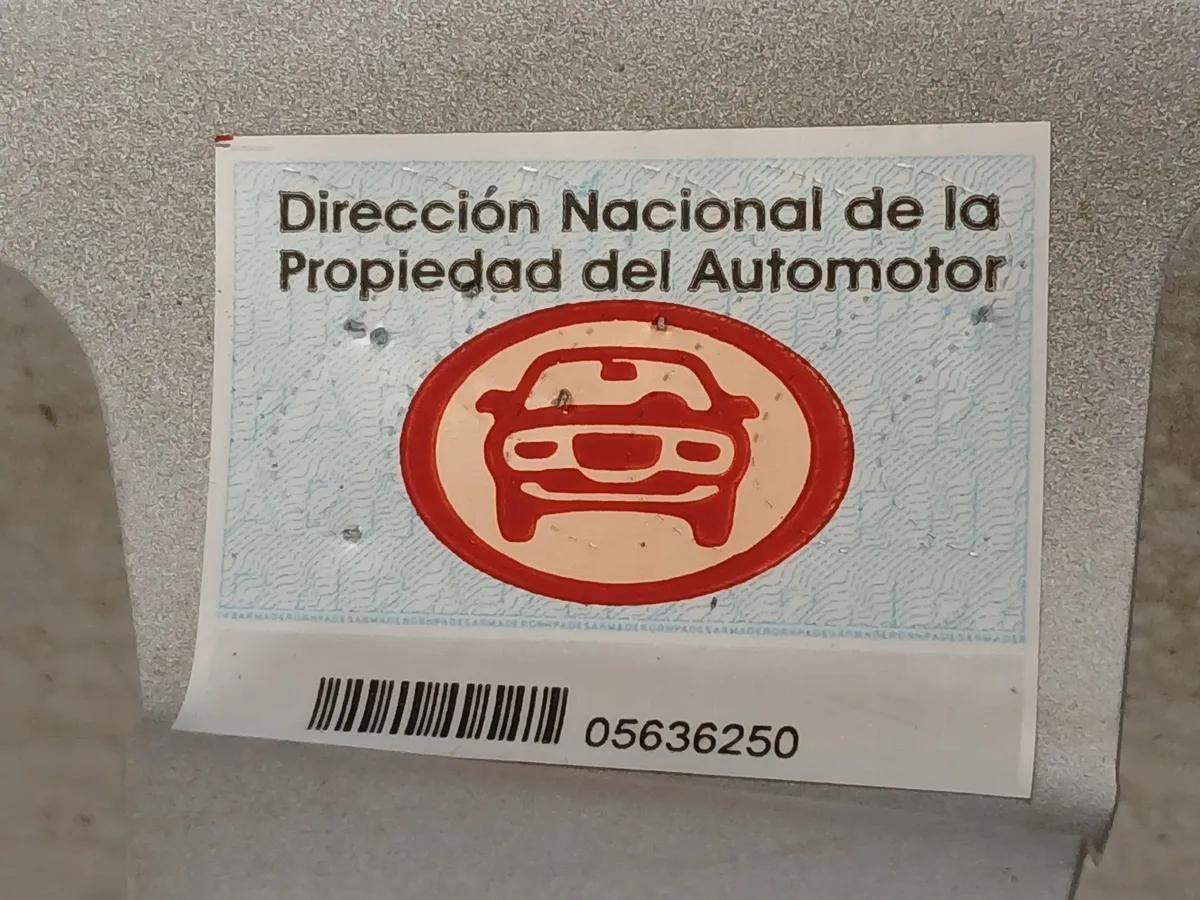 Dirección Nacional de la
Propiedad del Automotor
05636250